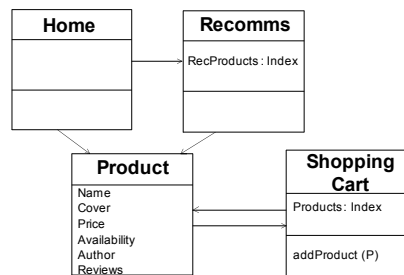 Home
Recomms
RecProducts: Index
Product
Name
Cover
Price
Availability
Author
Reviews
Shopping
Cart
Products: Index
addProduct (P)